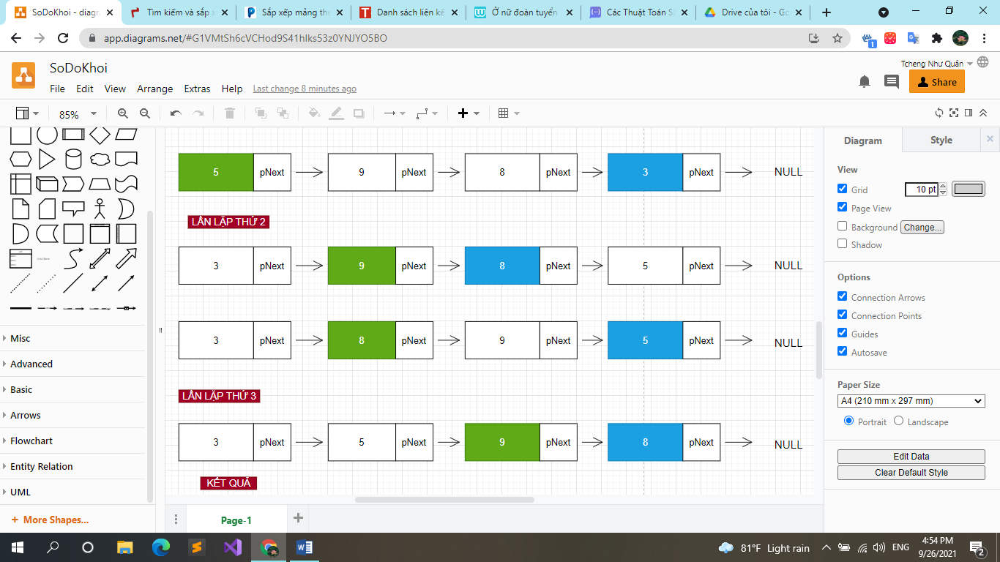 SoDoKhoi - diagra
Tìm kiếm và sắp x
Sắp xếp mảng the
Danh sách liên kế
Ở nữ đoàn tuyển
Các Thuật Toán S
Drive của tôi - Go
app.diagrams.net/#G1VMtSh6cVCHod9S41hIks53z0YNJYO5BO
1
SoDoKhoi
Tcheng Như Quân
File Edit View Arrange Extras Help Last change 8 minutes ago
Share
85%
Diagram Style
5 pNext 9 pNext 8 pNext 3 pNext NULL
LẦN LẶP THỨ 2
3 pNext 9 pNext 8 pNext 5 pNext NULL
3 pNext 8 pNext 9 pNext 5 pNext NULL
LẦN LẶP THỨ 3
3 pNext 5 pNext 9 pNext 8 pNext NULL
KẾT QUẢ
Misc
Advanced
Basic
Arrows
Flowchart
Entity Relation
UML
+ More Shapes...
View
Grid 10 pt
Page View
Background Change...
Shadow
Options
Connection Arrows
Connection Points
Guides
Autosave
Paper Size
A4 (210 mm x 297 mm)
Portrait Landscape
Edit Data
Clear Default Style
Page-1
81°F Light rain ENG 4:54 PM
9/26/2021
2